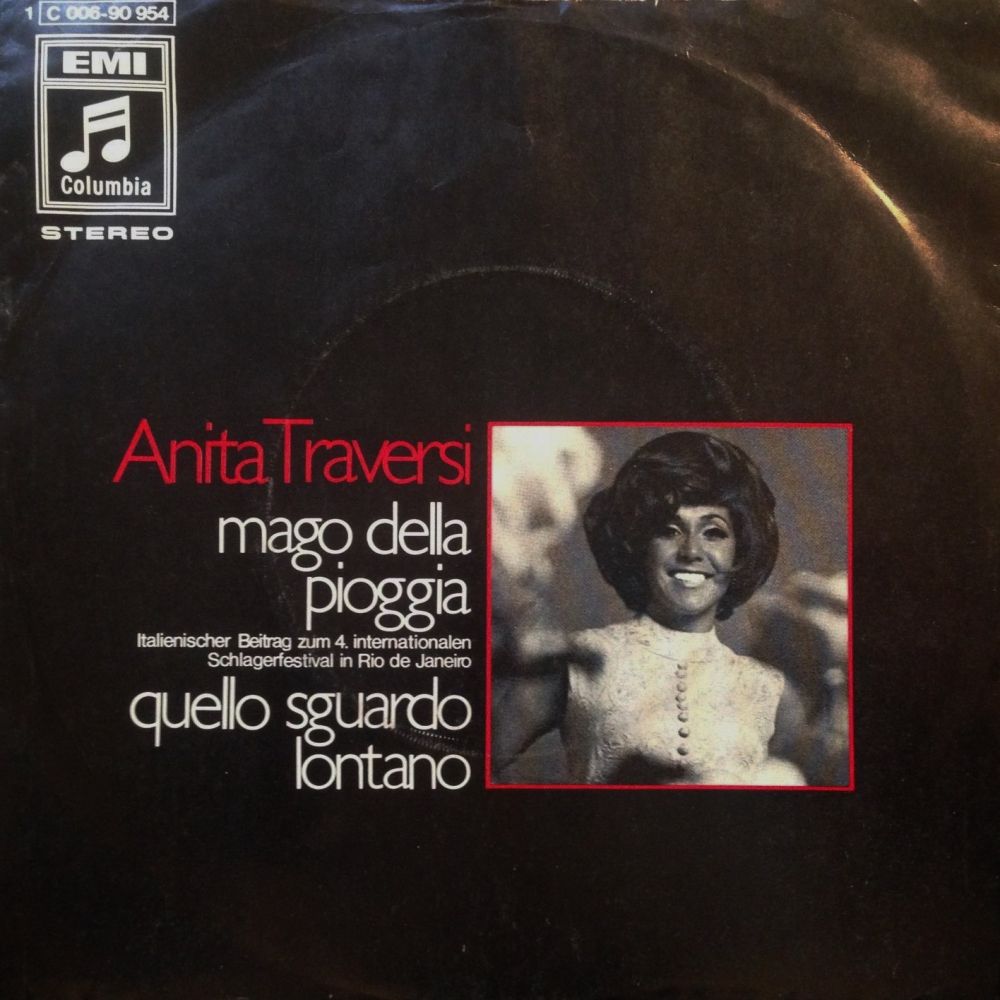 1 C 006-90 954
EMI
Columbia
STEREO
Anita Traversi
mago della
pioggia
Italienischer Beitrag zum 4. internationalen
Schlagerfestival in Rio de Janeiro
quello sguardo
lontano